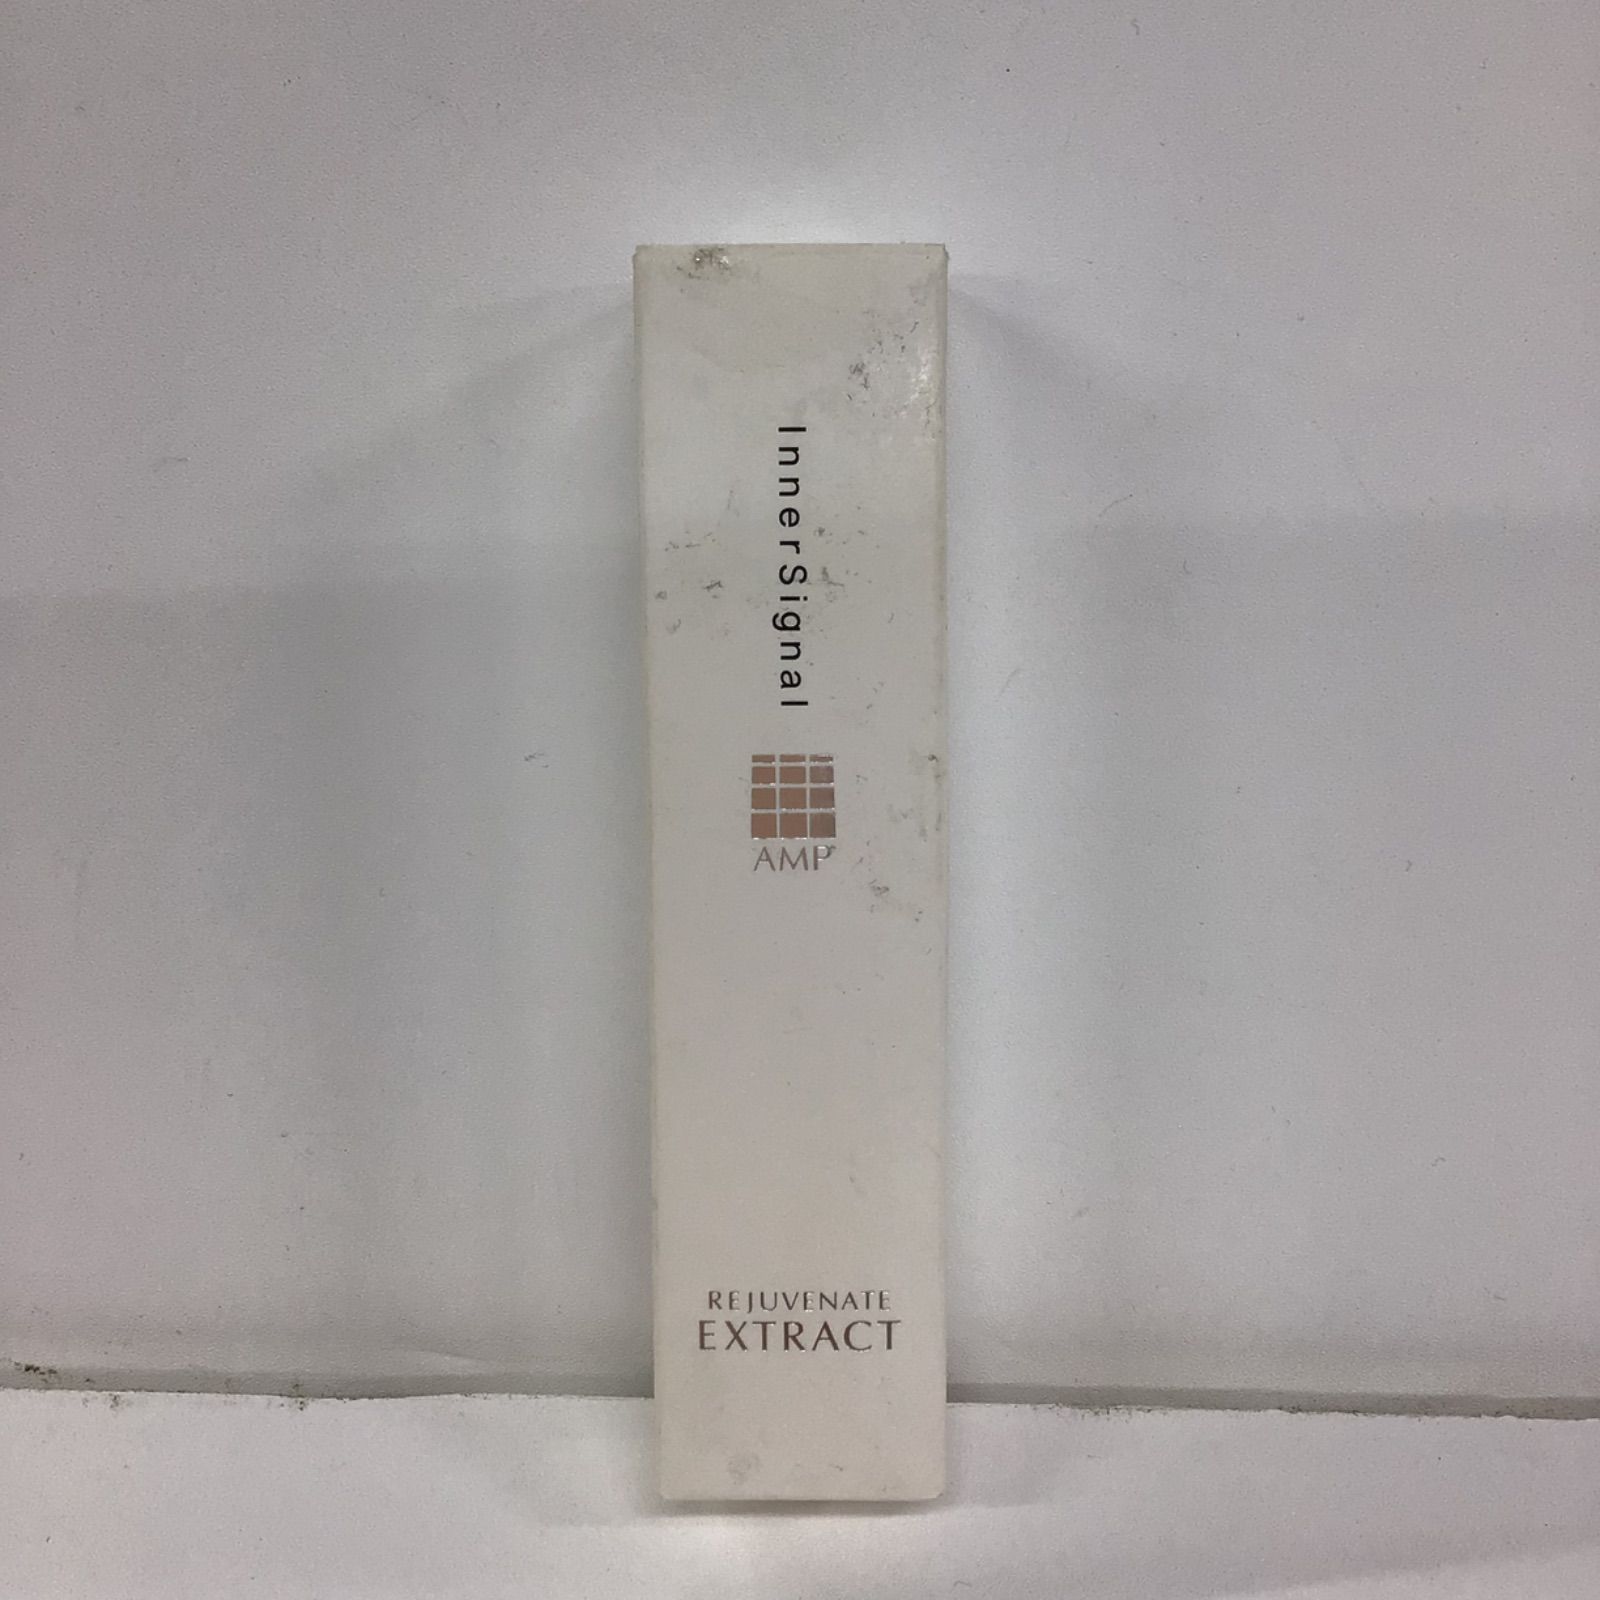 InnerSignal
AMP
REJUVENATE
EXTRACT